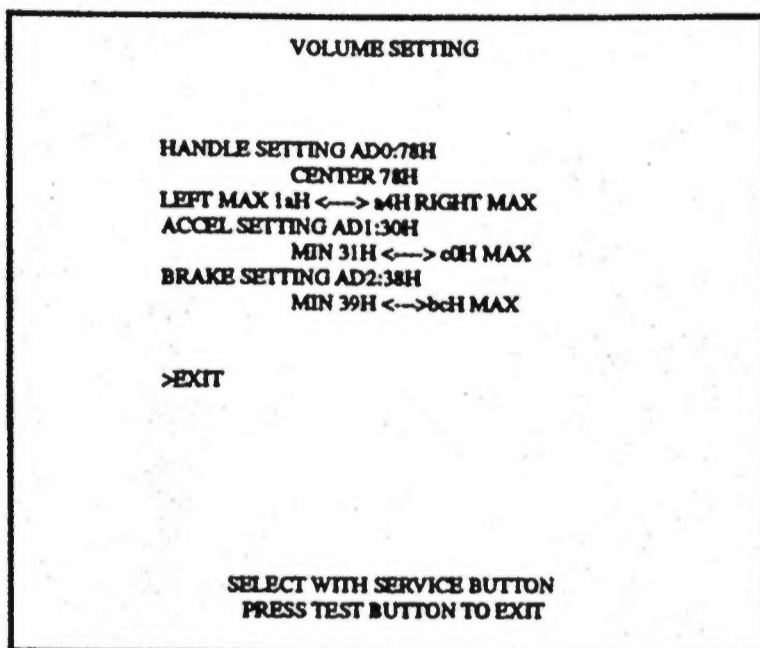 VOLUME SETTING
HANDLE SETTING AD0:78H
CENTER 78H
LEFT MAX 1aH <----> a4H RIGHT MAX
ACCEL SETTING AD1:30H
MIN 31H <----> c0H MAX
BRAKE SETTING AD2:38H
MIN 39H <--->bcH MAX
>EXIT
SELECT WITH SERVICE BUTTON
PRESS TEST BUTTON TO EXIT